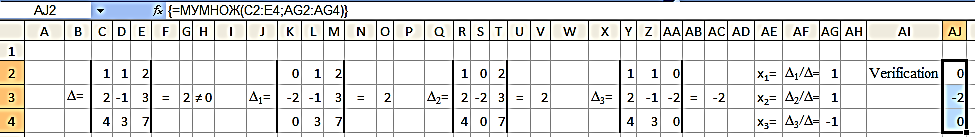 AJ2 fx {=МУМНОЖ(C2:E4;AG2:AG4)}
A B C D E F G H I J K L M N O P Q R S T U V W X Y Z AA AB AC AD AE AF AG AH AI AJ
1
2 1 1 2 0 1 2 1 0 2 1 1 0 x₁= Δ₁/Δ= 1 Verification 0
3 Δ= 2 -1 3 = 2 ≠0 Δ₁= -2 -1 3 = 2 Δ₂= 2 -2 3 = 2 Δ₃= 2 -1 -2 = -2 x₂= Δ₂/Δ= 1 -2
4 4 3 7 0 3 7 4 0 7 4 3 0 x₃= Δ₃/Δ= -1 0